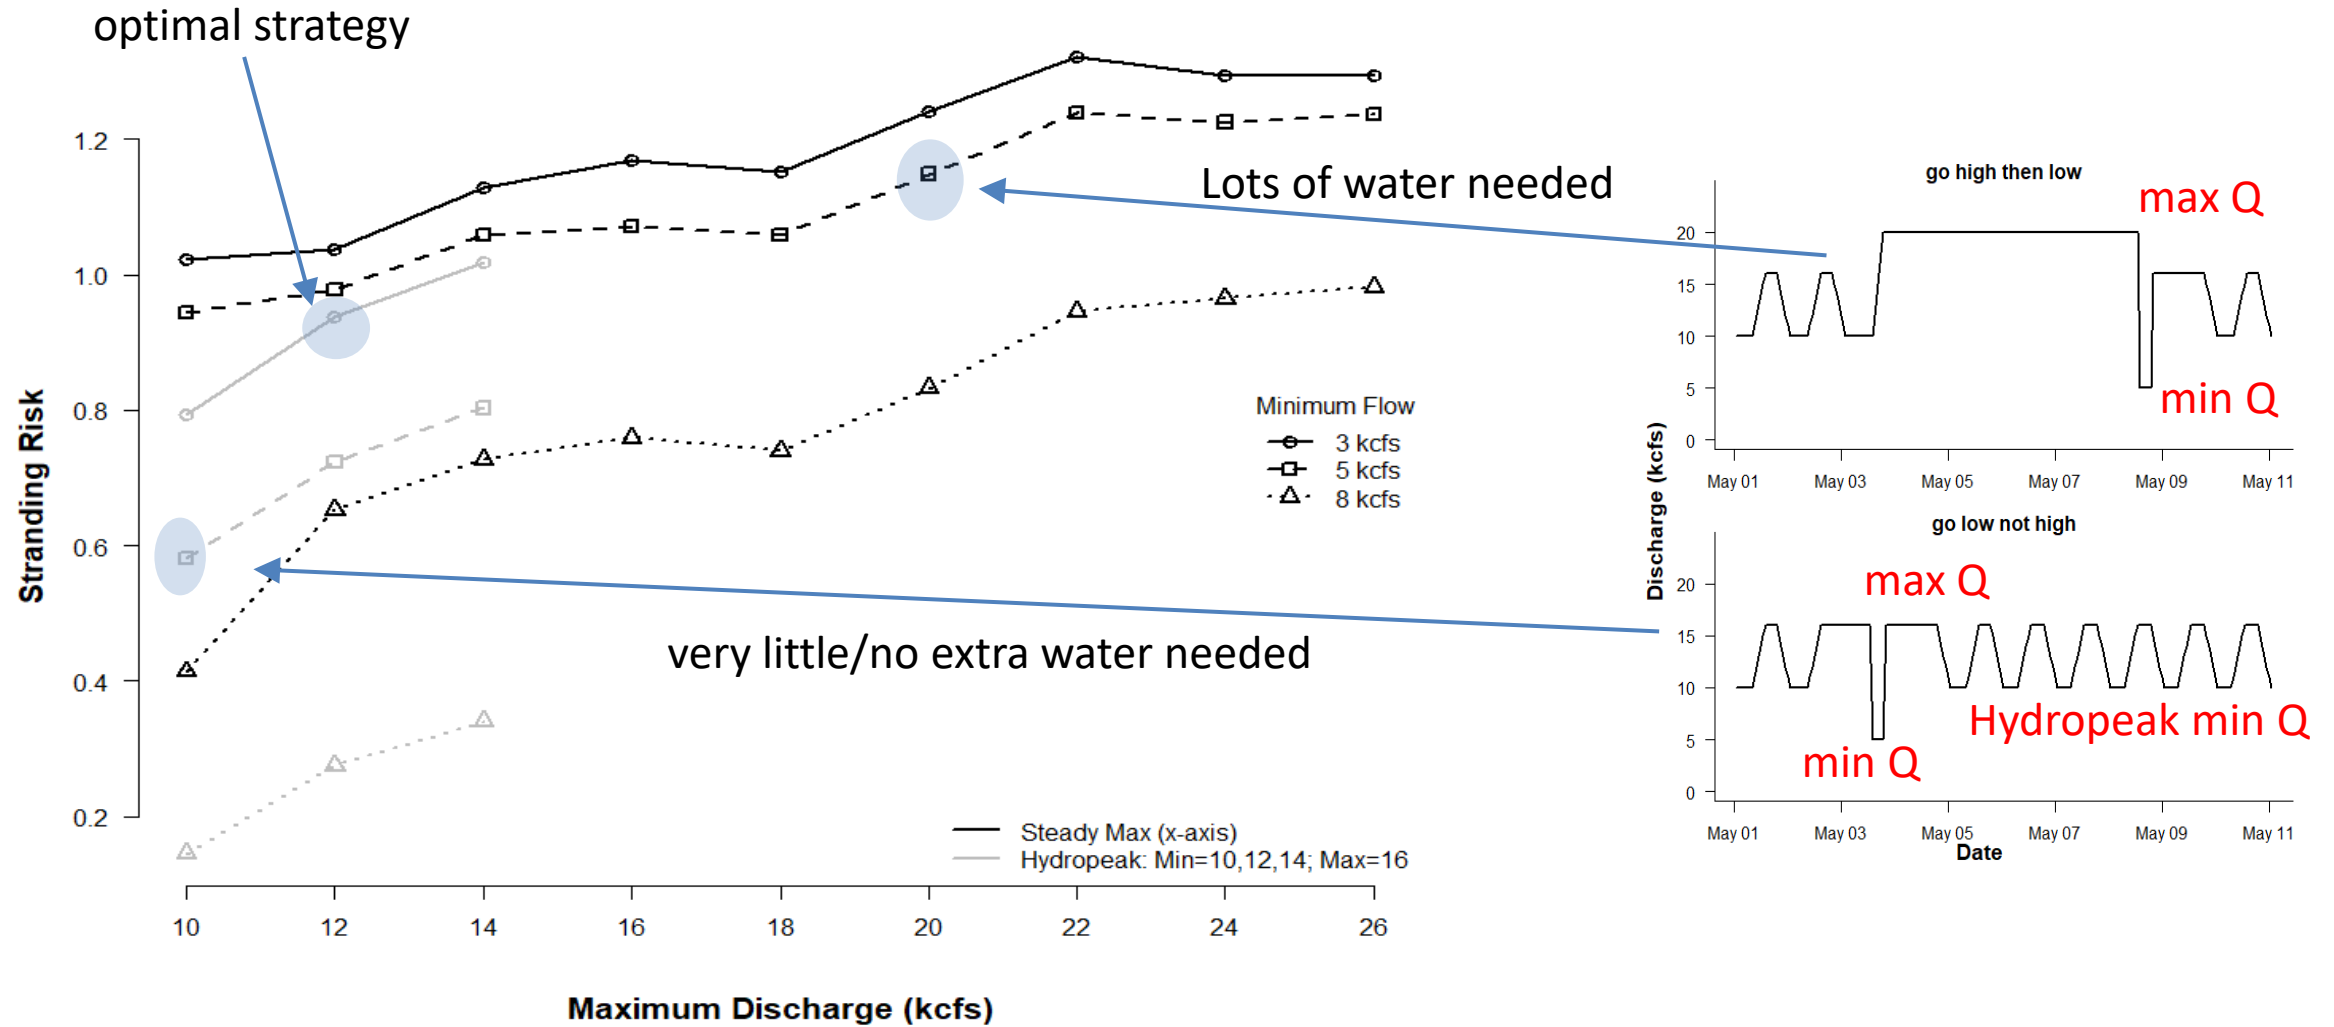 optimal strategy
Lots of water needed
very little/no extra water needed
Stranding Risk
1.2
1.0
0.8
0.6
0.4
0.2
10 12 14 16 18 20 22 24 26
Maximum Discharge (kcfs)
Minimum Flow
3 kcfs
5 kcfs
8 kcfs
Steady Max (x-axis)
Hydropeak: Min=10,12,14; Max=16
Discharge (kcfs)
go high then low
max Q
min Q
20
15
10
5
0
May 01 May 03 May 05 May 07 May 09 May 11
go low not high
max Q
Hydropeak min Q
min Q
20
15
10
5
0
May 01 May 03 May 05 May 07 May 09 May 11
Date